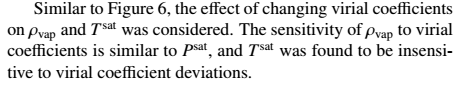 Similar to Figure 6, the effect of changing virial coefficients
on ρvap and Tsat was considered. The sensitivity of ρvap to virial
coefficients is similar to Psat, and Tsat was found to be insensi-
tive to virial coefficient deviations.